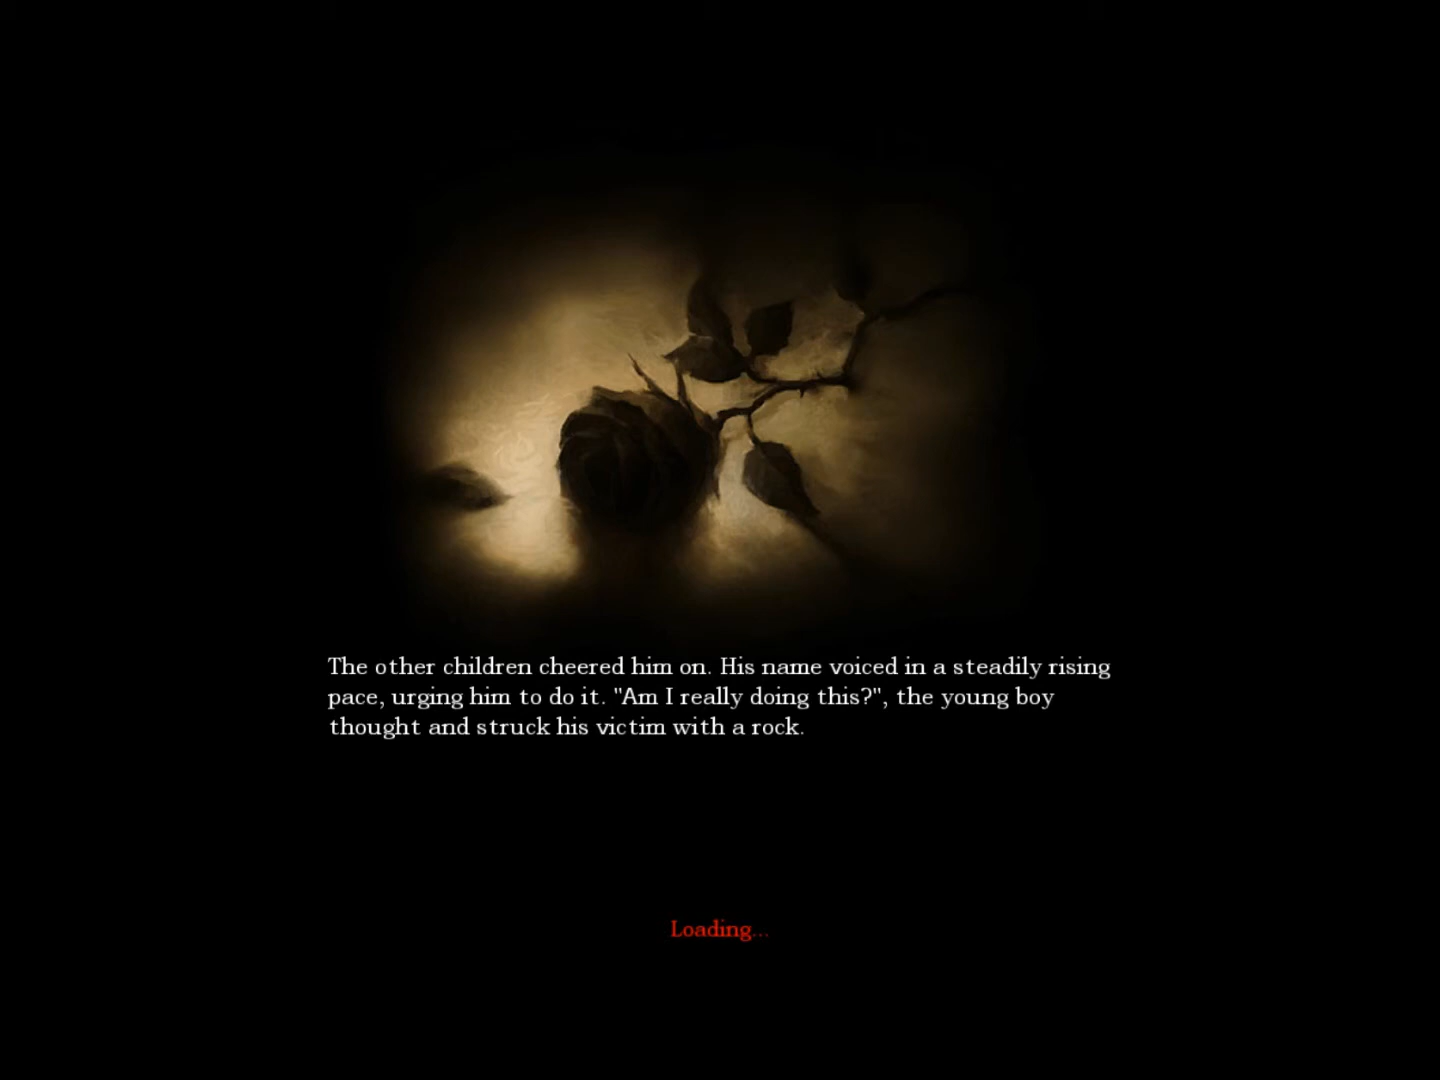 The other children cheered him on. His name voiced in a steadily rising
pace, urging him to do it. "Am I really doing this?", the young boy
thought and struck his victim with a rock.
Loading...